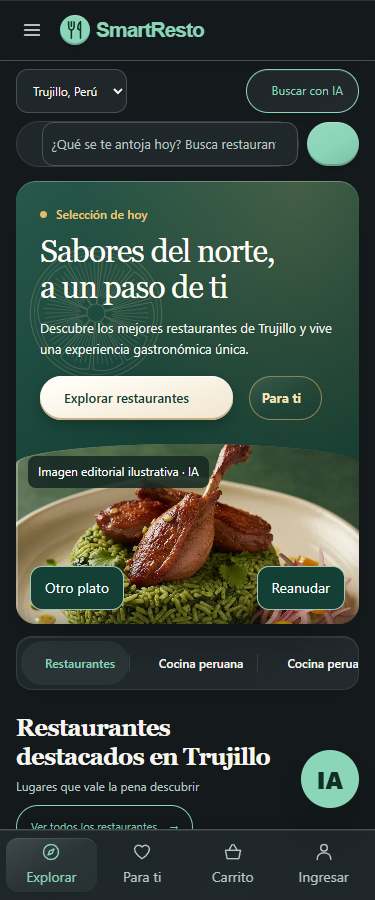 SmartResto
Trujillo, Perú
Buscar con IA
¿Qué se te antoja hoy? Busca restauran
Selección de hoy
Sabores del norte,
a un paso de ti
Descubre los mejores restaurantes de Trujillo y vive
una experiencia gastronómica única.
Explorar restaurantes
Para ti
Imagen editorial ilustrativa · IA
Otro plato
Reanudar
Restaurantes
Cocina peruana
Cocina perua
Restaurantes
destacados en Trujillo
Lugares que vale la pena descubrir
IA
Ver todos los restaurantes →
Explorar
Para ti
Carrito
Ingresar